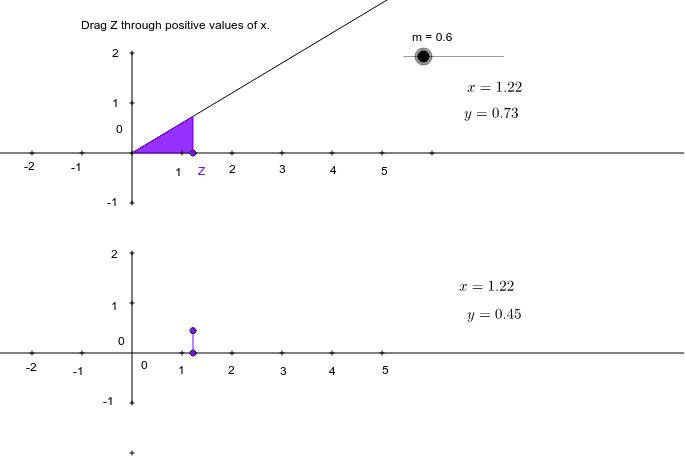 Drag Z through positive values of x.
m = 0.6
2
x = 1.22
1
y = 0.73
0
-2 -1 1 Z 2 3 4 5
-1
2
x = 1.22
1
y = 0.45
0
-2 -1 0 1 2 3 4 5
-1